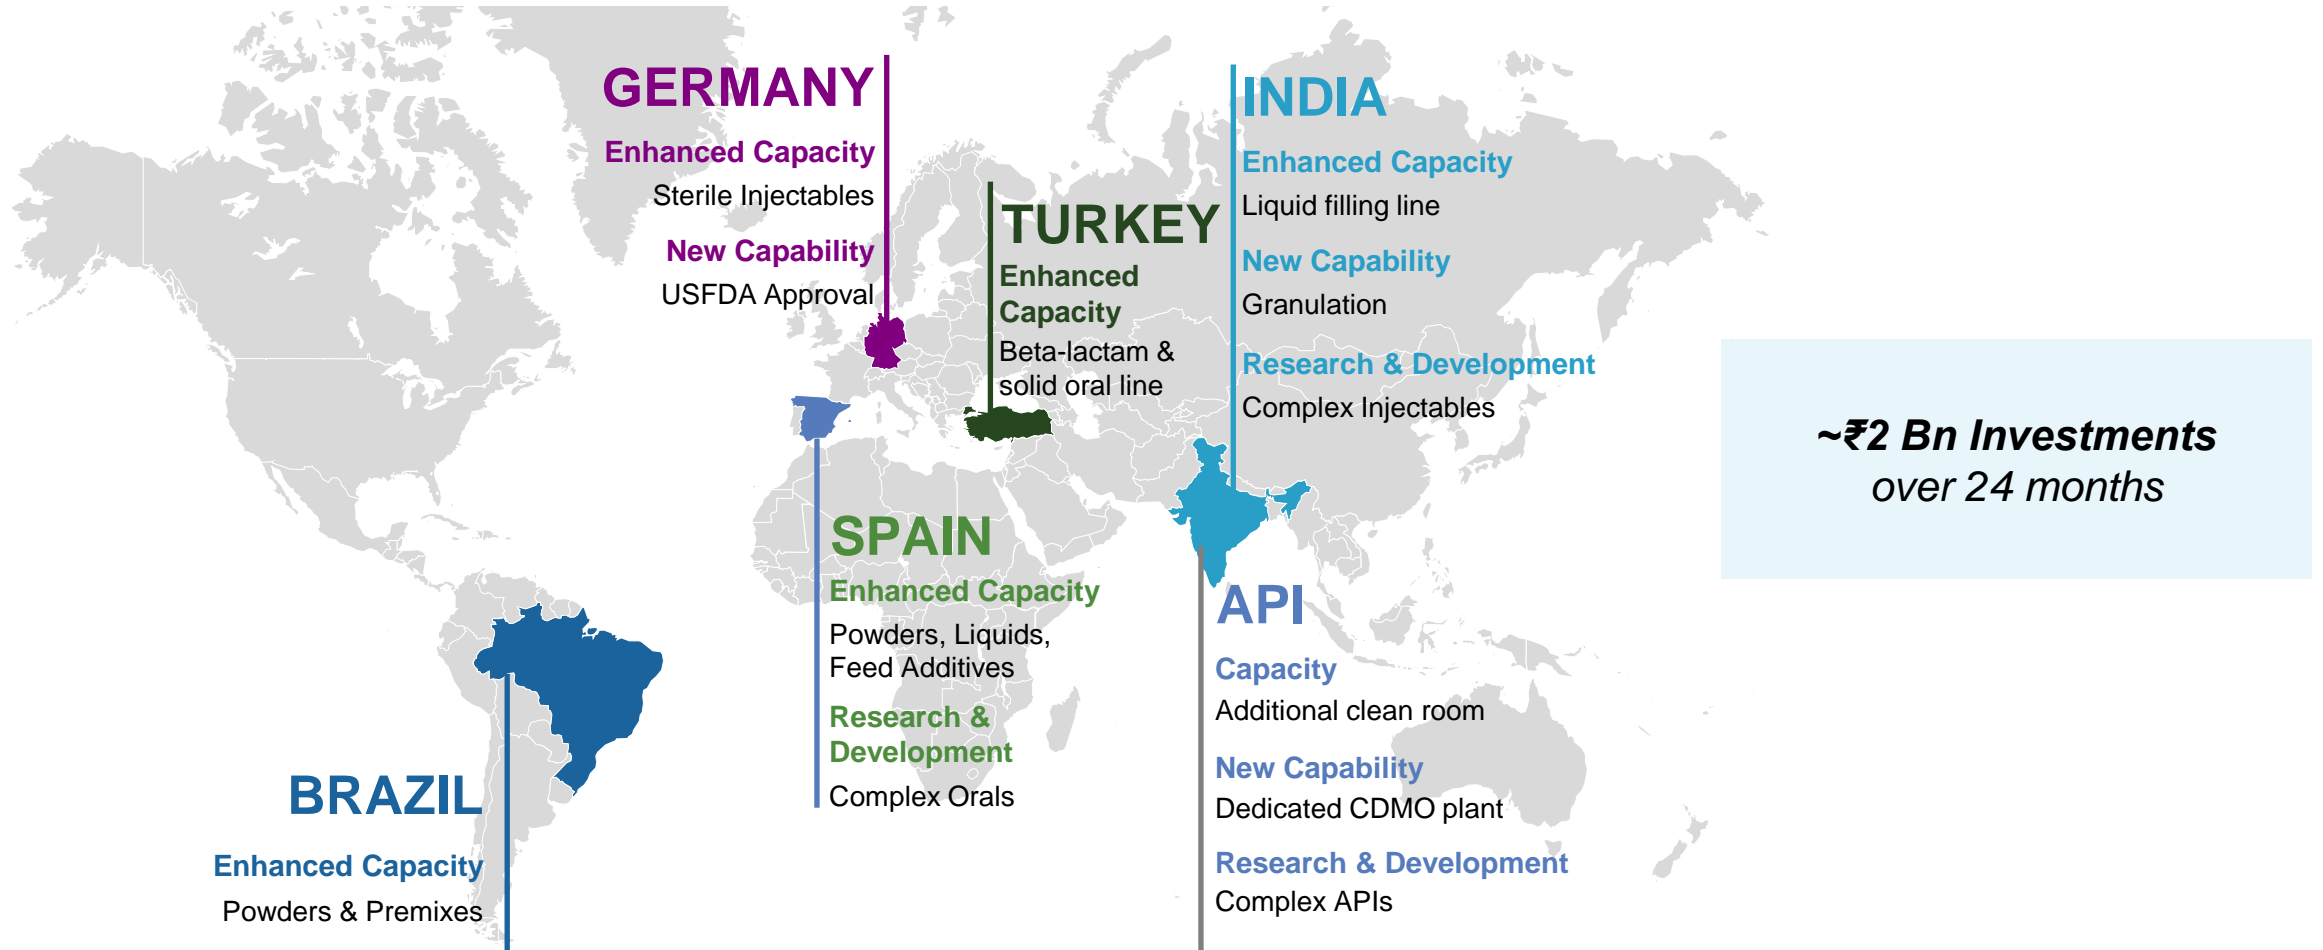 GERMANY
Enhanced Capacity
Sterile Injectables
New Capability
USFDA Approval
TURKEY
Enhanced
Capacity
Beta-lactam &
solid oral line
INDIA
Enhanced Capacity
Liquid filling line
New Capability
Granulation
Research & Development
Complex Injectables
~₹2 Bn Investments
over 24 months
SPAIN
Enhanced Capacity
Powders, Liquids,
Feed Additives
Research &
Development
Complex Orals
API
Capacity
Additional clean room
New Capability
Dedicated CDMO plant
Research & Development
Complex APIs
BRAZIL
Enhanced Capacity
Powders & Premixes